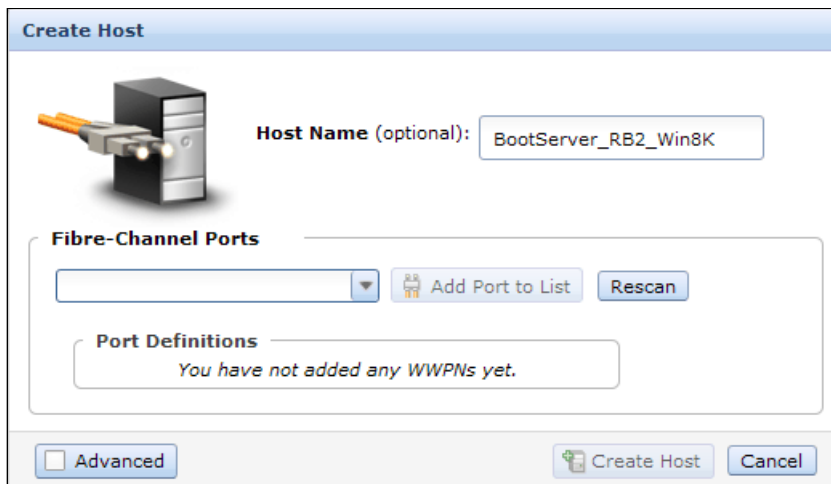 Create Host
Host Name (optional): BootServer_RB2_Win8K
Fibre-Channel Ports
Add Port to List Rescan
Port Definitions
You have not added any WWPNs yet.
Advanced Create Host Cancel